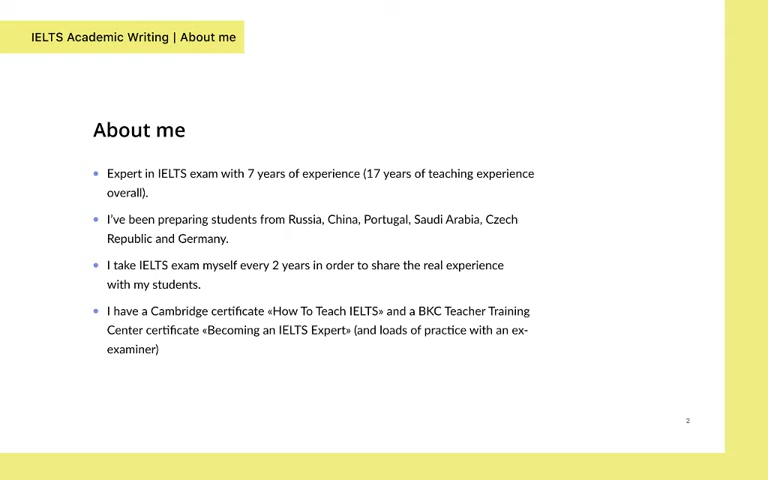 IELTS Academic Writing | About me
About me
• Expert in IELTS exam with 7 years of experience (17 years of teaching experience
overall).
• I’ve been preparing students from Russia, China, Portugal, Saudi Arabia, Czech
Republic and Germany.
• I take IELTS exam myself every 2 years in order to share the real experience
with my students.
• I have a Cambridge certificate «How To Teach IELTS» and a BKC Teacher Training
Center certificate «Becoming an IELTS Expert» (and loads of practice with an ex-
examiner)
2